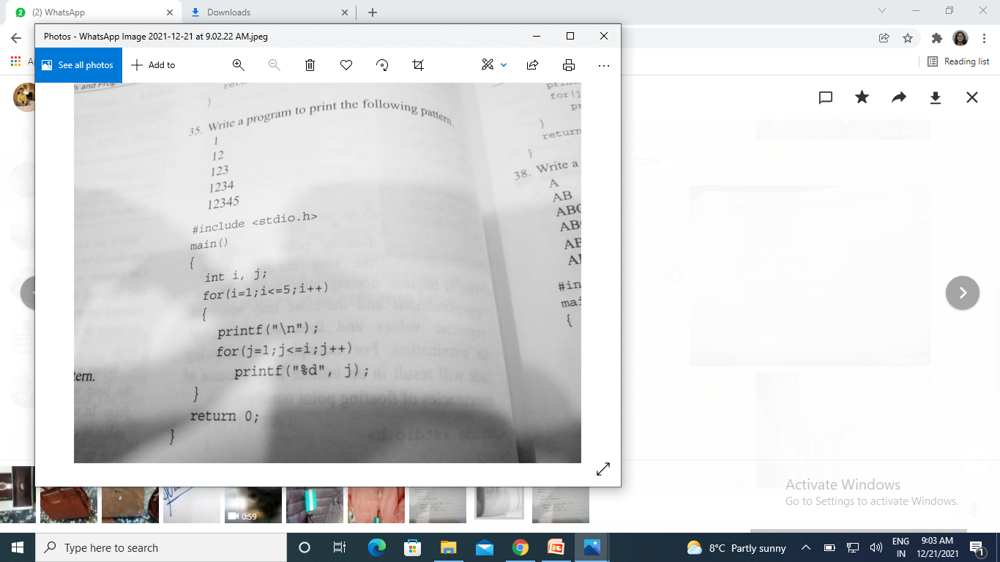 (2) WhatsApp
Downloads
Photos - WhatsApp Image 2021-12-21 at 9.02.22 AM.jpeg
See all photos
Add to
Reading list
35. Write a program to print the following pattern.
1
12
123
1234
12345
#include <stdio.h>
main()
{
int i, j;
for(i=1;i<=5;i++)
{
printf("\n");
for(j=1;j<=i;j++)
printf("%d", j);
}
return 0;
}
}
for(j
}
return
}
38. Write a
A
AB
ABC
AB
AB
#in
mai
{
tern.
TODAY
0:59
Activate Windows
Go to Settings to activate Windows.
Type here to search
8°C Partly sunny
ENG
IN
9:03 AM
12/21/2021
1